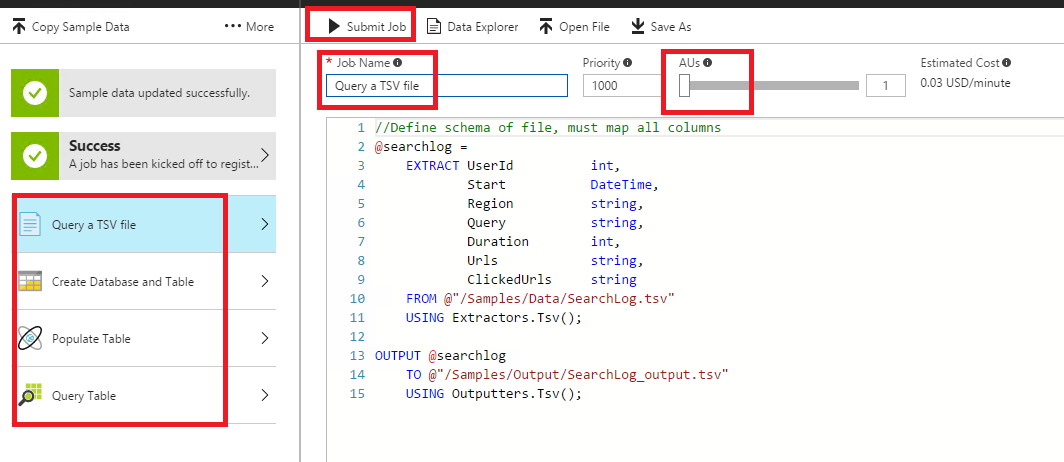 Copy Sample Data
••• More
Sample data updated successfully.
Success
A job has been kicked off to regist...
Query a TSV file
Create Database and Table
Populate Table
Query Table
Submit Job
Data Explorer
Open File
Save As
* Job Name
Priority
AUs
Estimated Cost
Query a TSV file
1000
1
0.03 USD/minute
1 //Define schema of file, must map all columns
2 @searchlog =
3 EXTRACT UserId int,
4 Start DateTime,
5 Region string,
6 Query string,
7 Duration int,
8 Urls string,
9 ClickedUrls string
10 FROM @"/Samples/Data/SearchLog.tsv"
11 USING Extractors.Tsv();
12
13 OUTPUT @searchlog
14 TO @"/Samples/Output/SearchLog_output.tsv"
15 USING Outputters.Tsv();